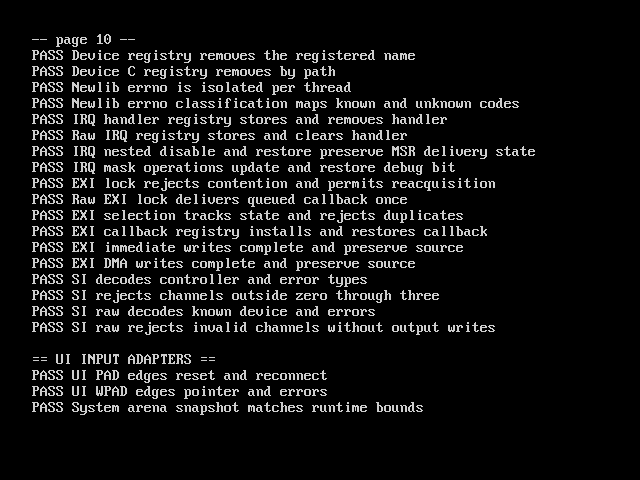 -- page 10 --
PASS Device registry removes the registered name
PASS Device C registry removes by path
PASS Newlib errno is isolated per thread
PASS Newlib errno classification maps known and unknown codes
PASS IRQ handler registry stores and removes handler
PASS Raw IRQ registry stores and clears handler
PASS IRQ nested disable and restore preserve MSR delivery state
PASS IRQ mask operations update and restore debug bit
PASS EXI lock rejects contention and permits reacquisition
PASS Raw EXI lock delivers queued callback once
PASS EXI selection tracks state and rejects duplicates
PASS EXI callback registry installs and restores callback
PASS EXI immediate writes complete and preserve source
PASS EXI DMA writes complete and preserve source
PASS SI decodes controller and error types
PASS SI rejects channels outside zero through three
PASS SI raw decodes known device and errors
PASS SI raw rejects invalid channels without output writes
== UI INPUT ADAPTERS ==
PASS UI PAD edges reset and reconnect
PASS UI WPAD edges pointer and errors
PASS System arena snapshot matches runtime bounds